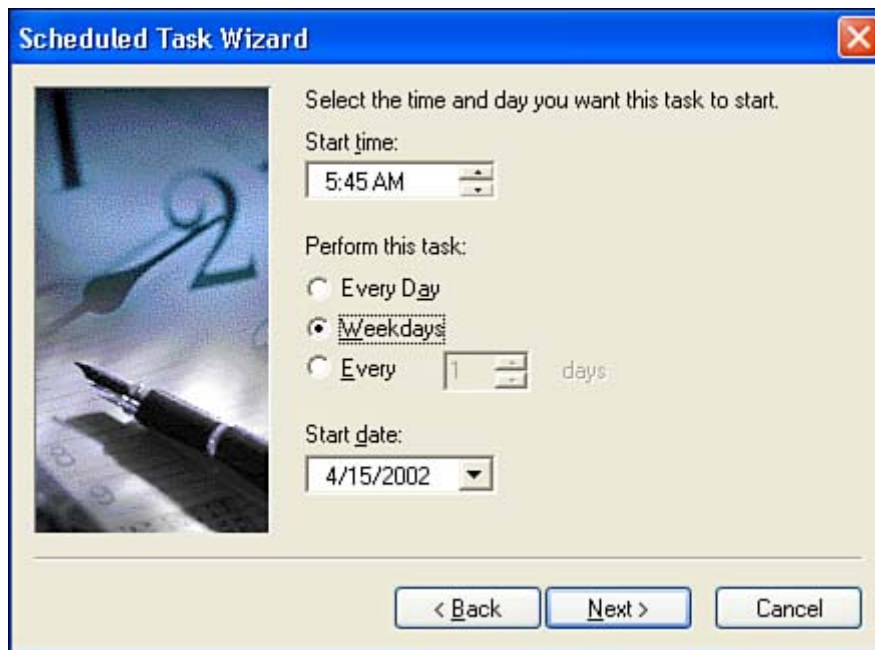 Scheduled Task Wizard
Select the time and day you want this task to start.
Start time:
5:45 AM
Perform this task:
Every Day
Weekdays
Every 1 days
Start date:
4/15/2002
< Back Next > Cancel
2